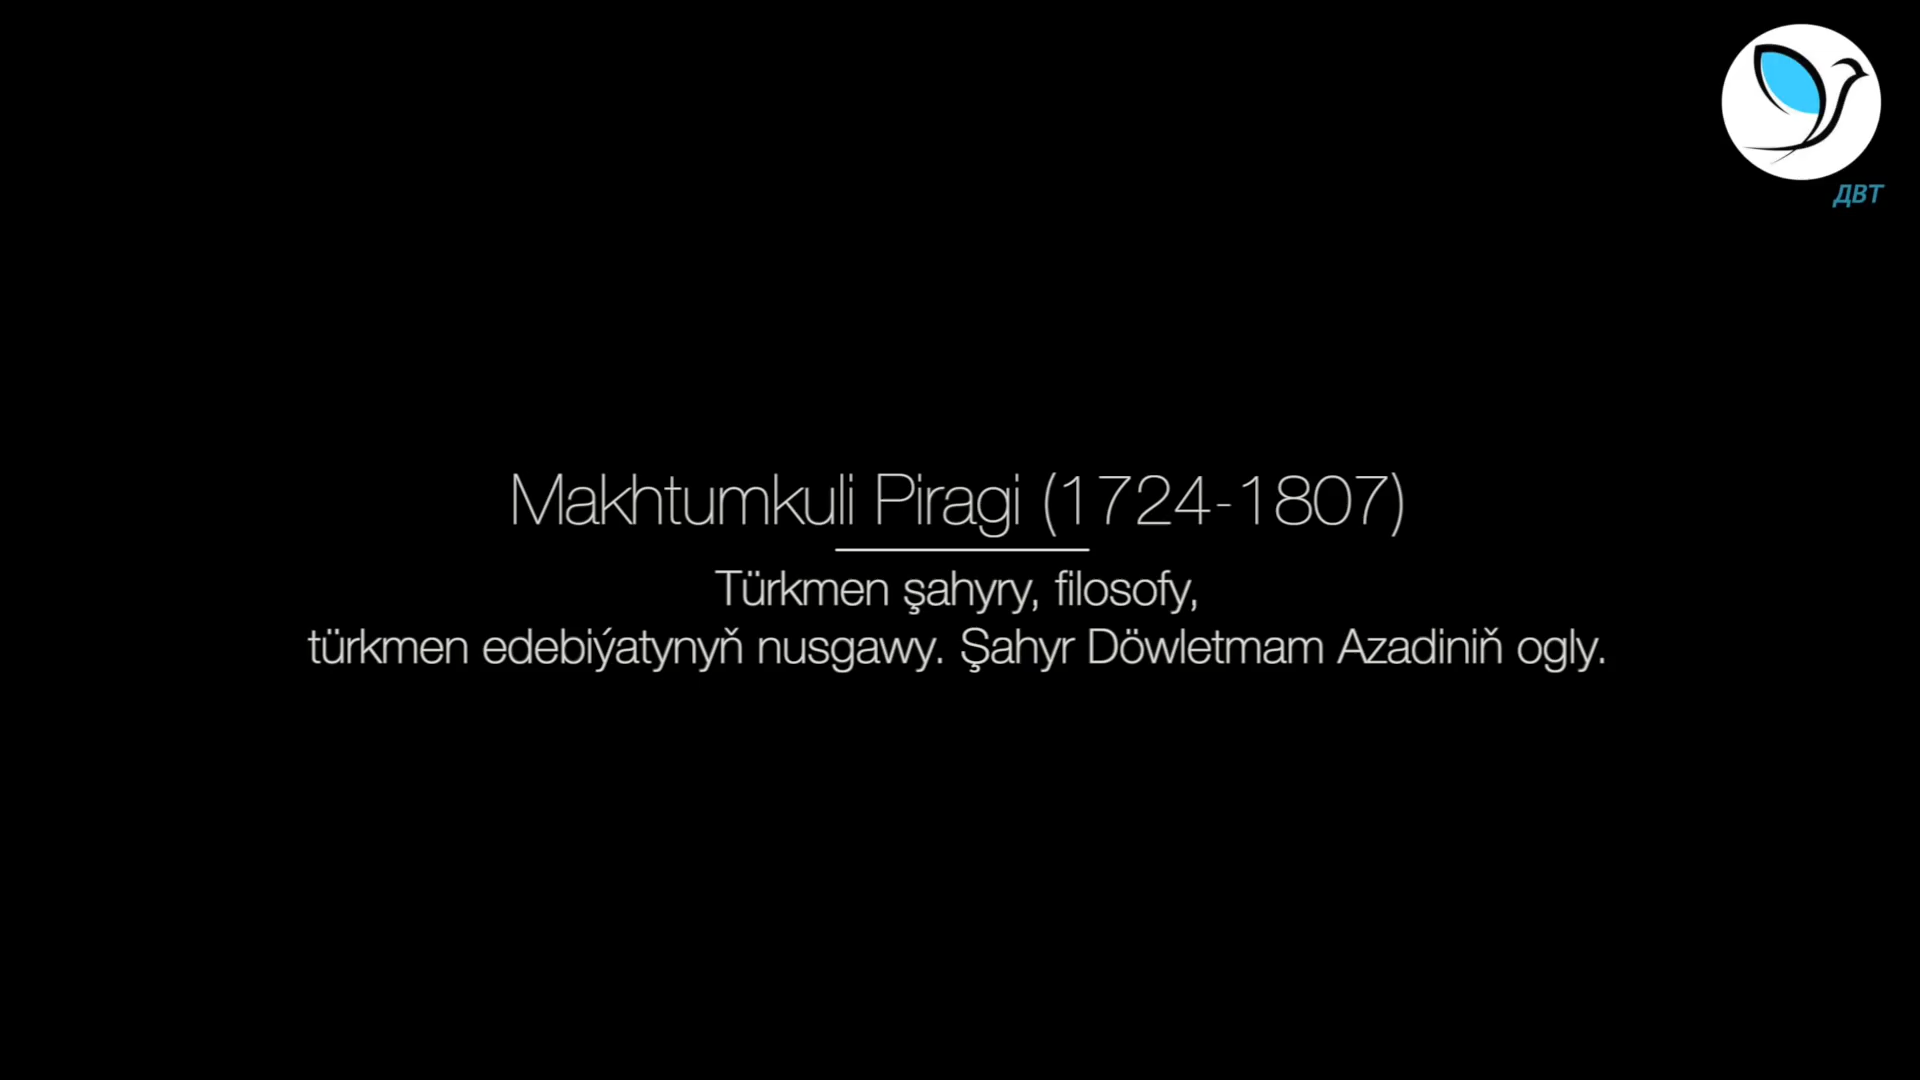 ДВТ
Makhtumkuli Piragi (1724-1807)
Türkmen şahyry, filosofy,
türkmen edebiýatynyň nusgawy. Şahyr Döwletmam Azadiniň ogly.